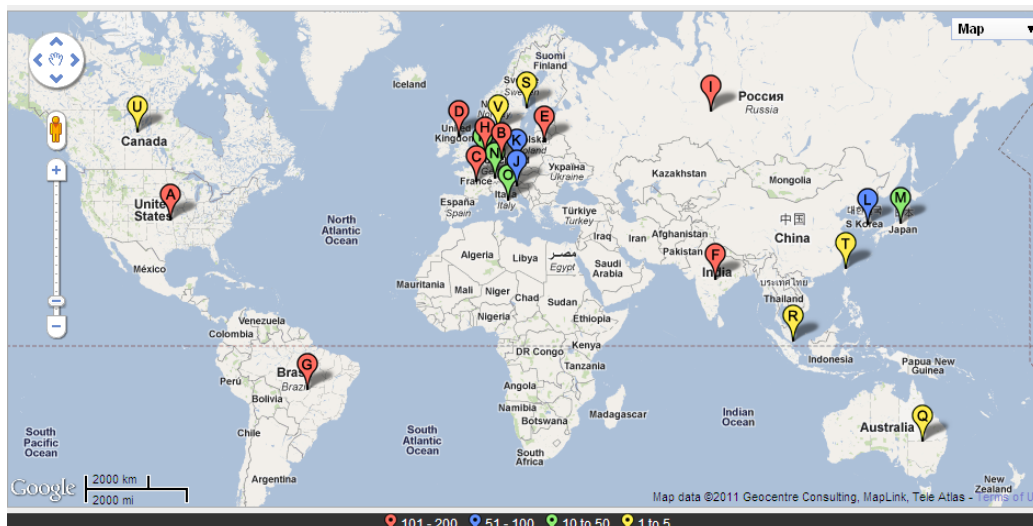 Map
Iceland
Suomi
Finland
I
S
Россия
Russia
U
Canada
D
V
E
H
B
K
United
Kingdom
C
N
J
Україна
Ukraine
France
O
Italia
Italy
Kazakhstan
Mongolia
A
United
States
España
Spain
Türkiye
Turkey
L
M
S Korea
Japan
North
Atlantic
Ocean
中国
China
Iraq
Iran
Afghanistan
Pakistan
T
F
India
México
Algeria
Libya
مصر
Egypt
Saudi
Arabia
ประเทศไทย
Thailand
Mauritania
Mali
Niger
Chad
Sudan
Nigeria
Ethiopia
R
Venezuela
Colombia
DR Congo
Kenya
Tanzania
Indonesia
Papua New
Guinea
G
Brasil
Brazil
Perú
Bolivia
Angola
Namibia
Botswana
Madagascar
Q
Australia
Indian
Ocean
South
Pacific
Ocean
Chile
South
Atlantic
Ocean
South
Africa
Argentina
New
Zealand
Google
2000 km
2000 mi
Map data ©2011 Geocentre Consulting, MapLink, Tele Atlas - Terms of U
101 - 200 51 - 100 10 to 50 1 to 5